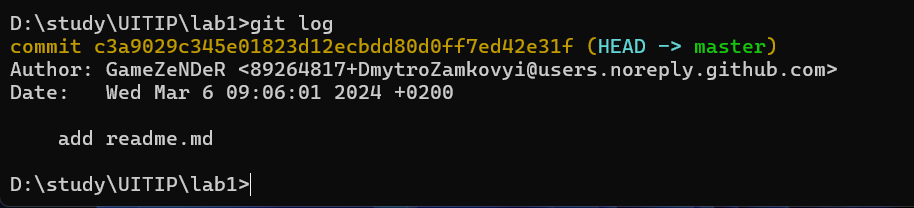 D:\study\UITIP\lab1>git log
commit c3a9029c345e01823d12ecbdd80d0ff7ed42e31f (HEAD -> master)
Author: GameZeNDeR <89264817+DmytroZamkovyi@users.noreply.github.com>
Date:   Wed Mar 6 09:06:01 2024 +0200
    add readme.md
D:\study\UITIP\lab1>